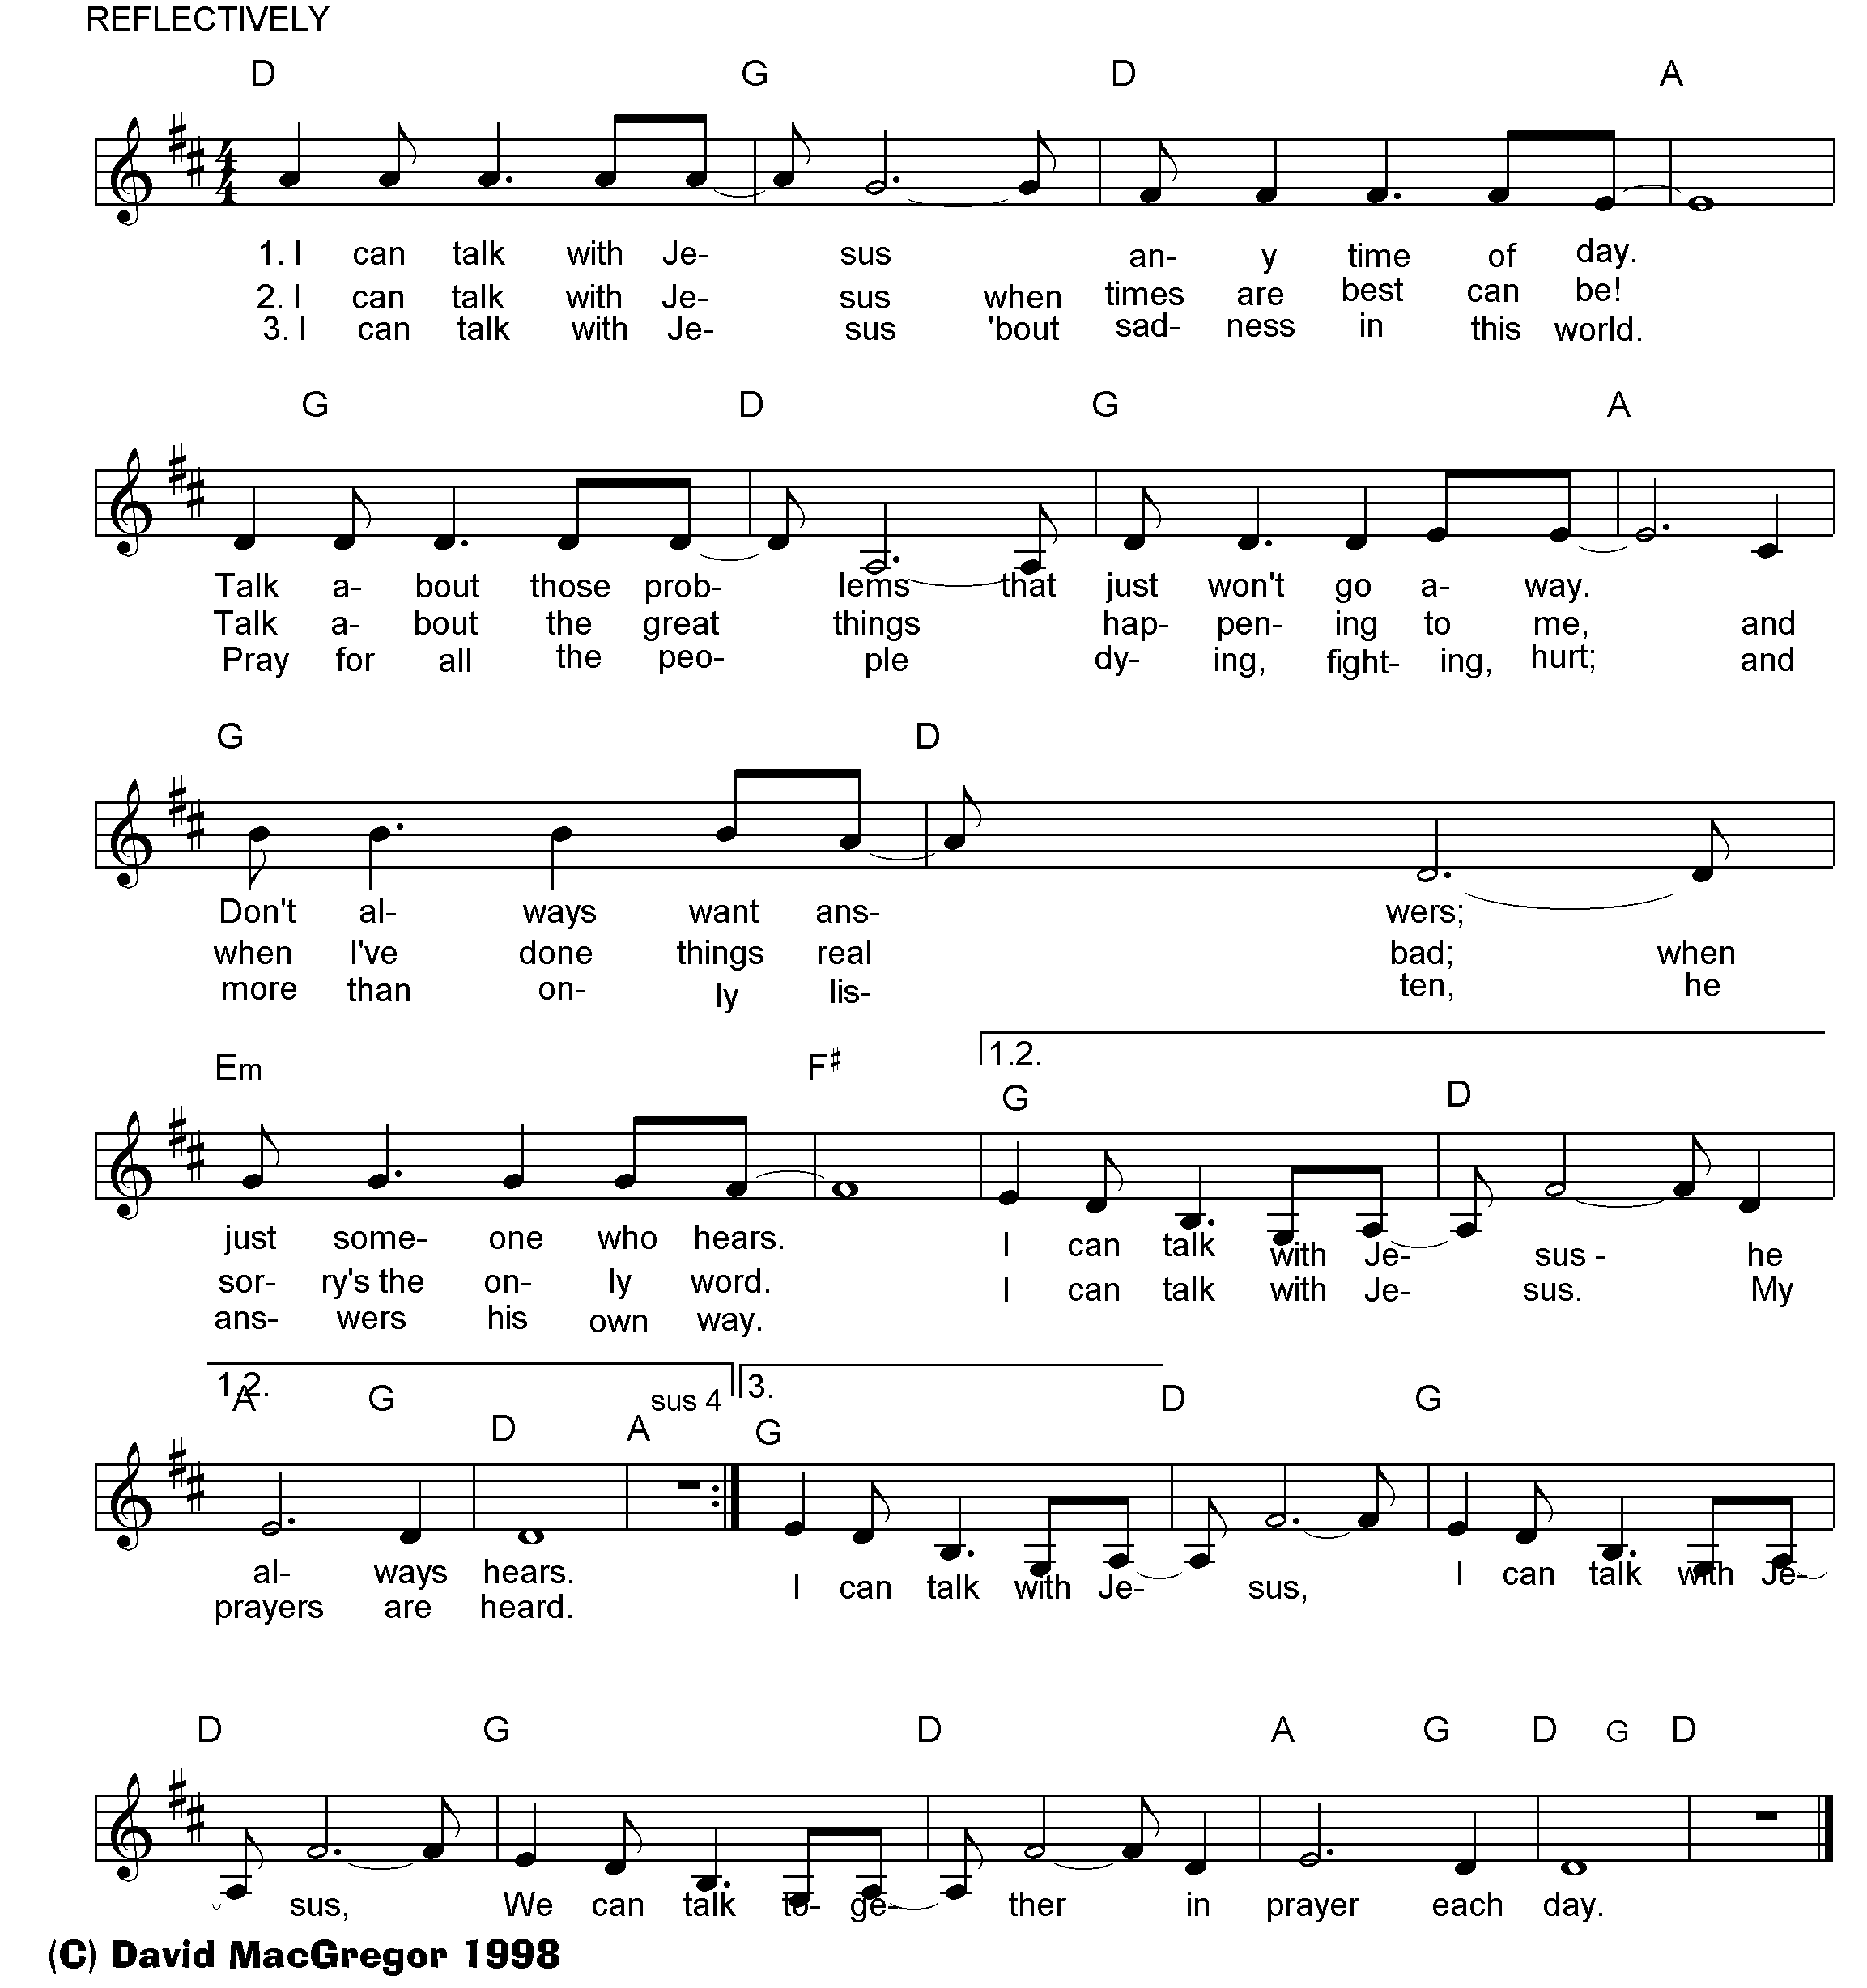 REFLECTIVELY
D G D A
1. I can talk with Je- sus an- y time of day.
2. I can talk with Je- sus when times are best can be!
3. I can talk with Je- sus 'bout sad- ness in this world.
G D G A
Talk a- bout those prob- lems that just won't go a- way.
Talk a- bout the great things hap- pen- ing to me, and
Pray for all the peo- ple dy- ing, fight- ing, hurt; and
G D
Don't al- ways want ans- wers;
when I've done things real bad; when
more than on- ly lis- ten, he
1.2.
Em F♯ G D
just some- one who hears. I can talk with Je- sus - he
sor- ry's the on- ly word. I can talk with Je- sus. My
ans- wers his own way.
1.2. 3.
A G D A sus 4 G D G
al- ways hears. I can talk with Je- sus, I can talk with Je-
prayers are heard.
D G D A G D G D
sus, We can talk to- ge- ther in prayer each day.
(C) David MacGregor 1998